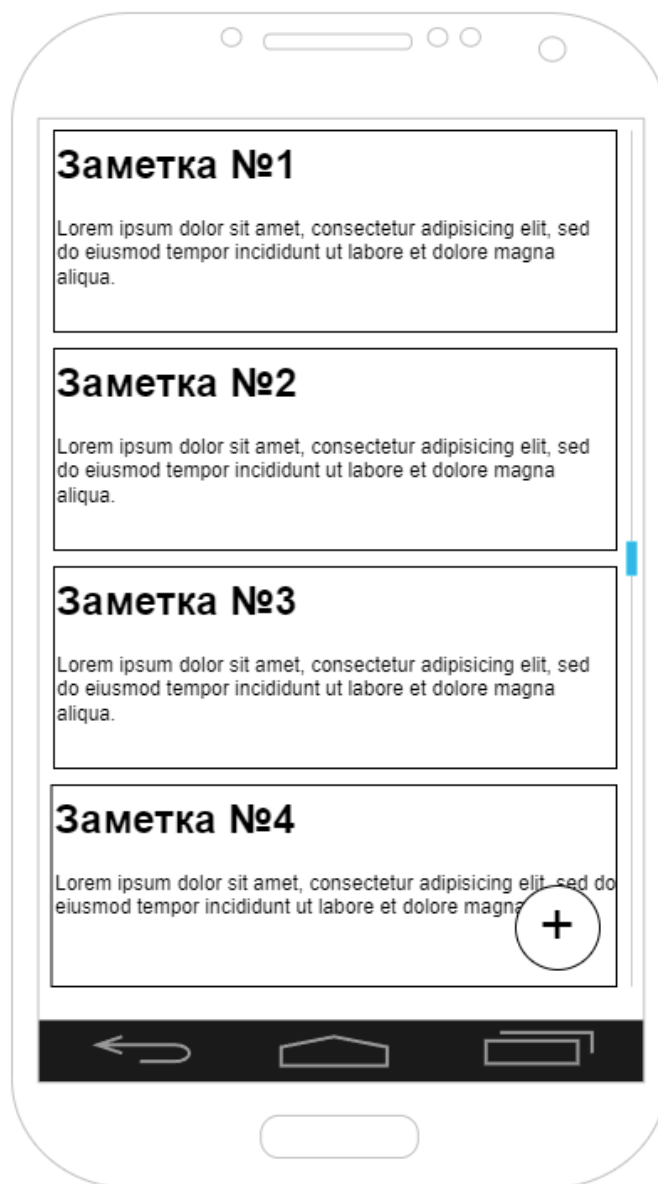 Заметка №1
Lorem ipsum dolor sit amet, consectetur adipisicing elit, sed
do eiusmod tempor incididunt ut labore et dolore magna
aliqua.
Заметка №2
Lorem ipsum dolor sit amet, consectetur adipisicing elit, sed
do eiusmod tempor incididunt ut labore et dolore magna
aliqua.
Заметка №3
Lorem ipsum dolor sit amet, consectetur adipisicing elit, sed
do eiusmod tempor incididunt ut labore et dolore magna
aliqua.
Заметка №4
Lorem ipsum dolor sit amet, consectetur adipisicing elit, sed do
eiusmod tempor incididunt ut labore et dolore magna
+